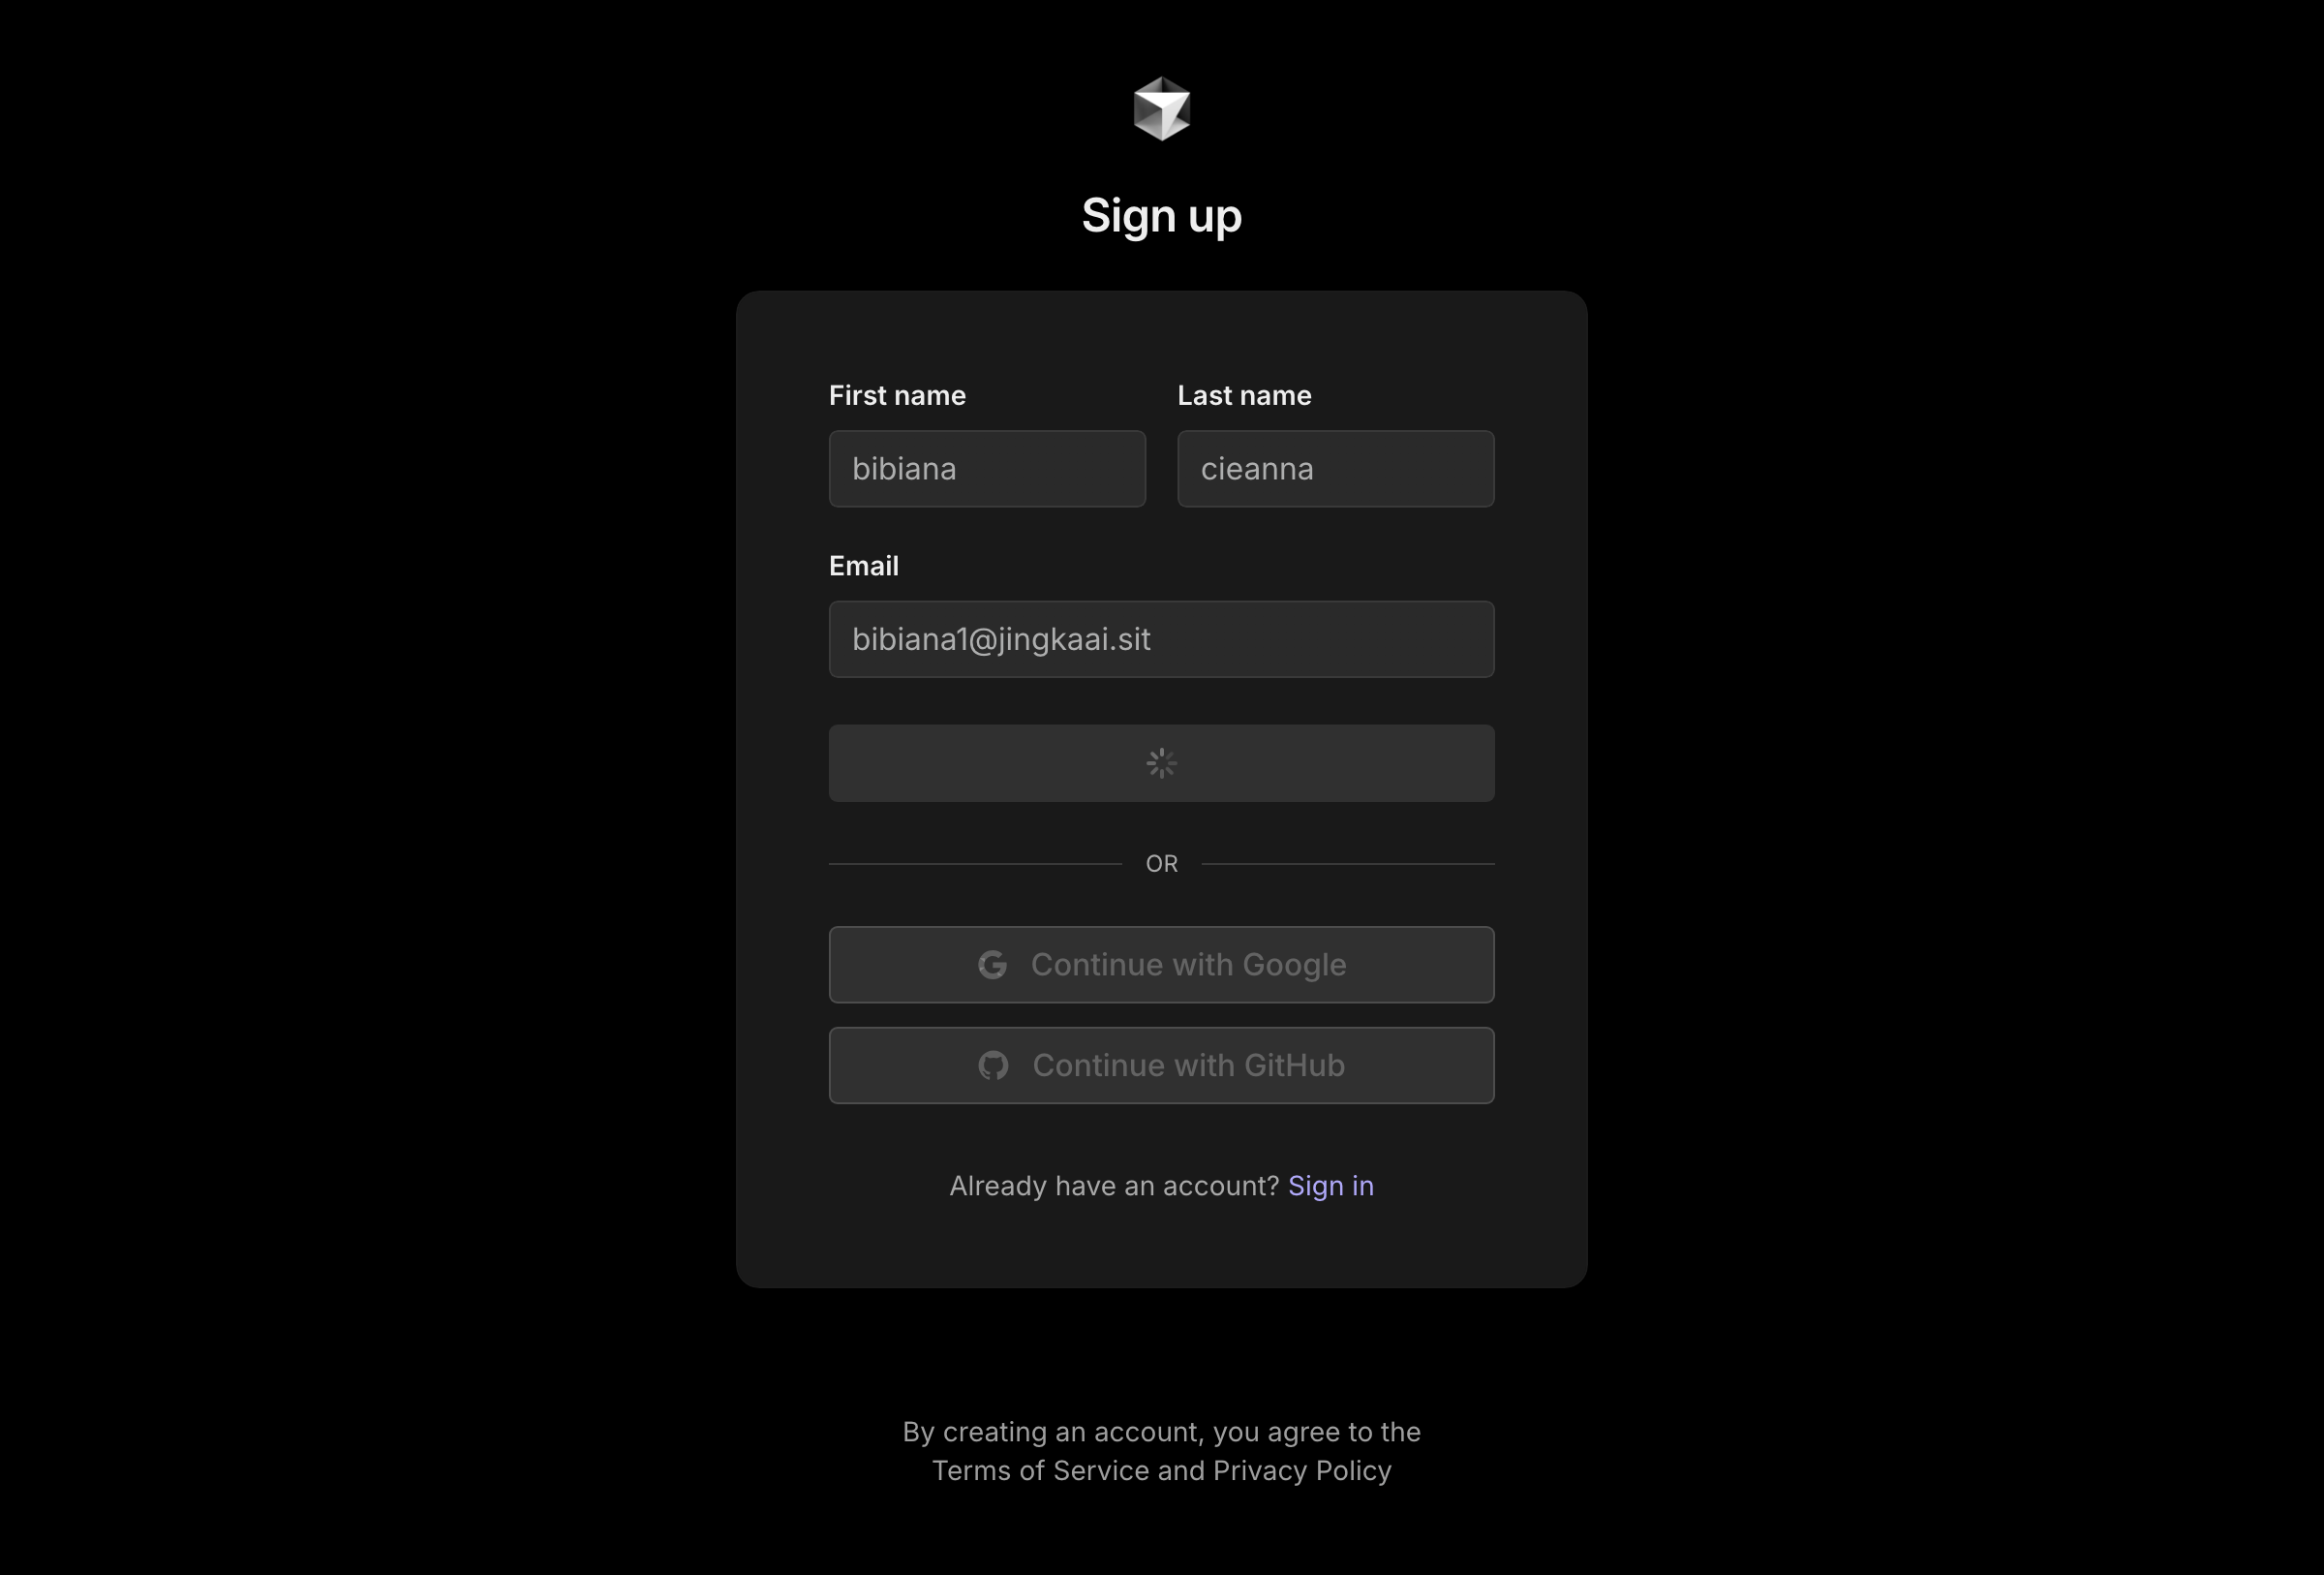 Sign up
First name
Last name
bibiana
cieanna
Email
bibiana1@jingkaai.sit
OR
Continue with Google
Continue with GitHub
Already have an account? Sign in
By creating an account, you agree to the
Terms of Service and Privacy Policy